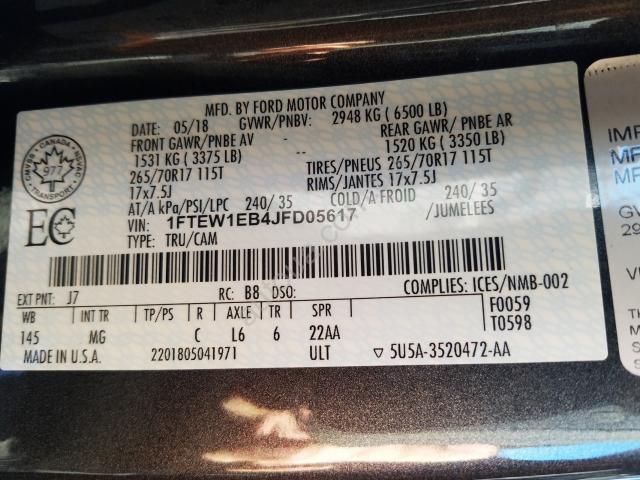 MFD. BY FORD MOTOR COMPANY
DATE: 05/18 GVWR/PNBV: 2948 KG ( 6500 LB)
FRONT GAWR/PNBE AV -- REAR GAWR/ PNBE AR
1531 KG ( 3375 LB) 1520 KG ( 3350 LB)
265/70R17 115T TIRES/PNEUS 265/70R17 115T
17x7.5J RIMS/JANTES 17x7.5J
AT/A kPa/PSI/LPC 240/ 35 COLD/A FROID 240/ 35
VIN: 1FTEW1EB4JFD05617 /JUMELEES
TYPE: TRU/CAM
CANADA
977
TRANSPORT
EC
EXT PNT: J7 RC: B8 DSO: COMPLIES: ICES/NMB-002
WB INT TR TP/PS R AXLE TR SPR F0059
145 MG C L6 6 22AA T0598
MADE IN U.S.A. 2201805041971 ULT ▽ 5U5A-3520472-AA